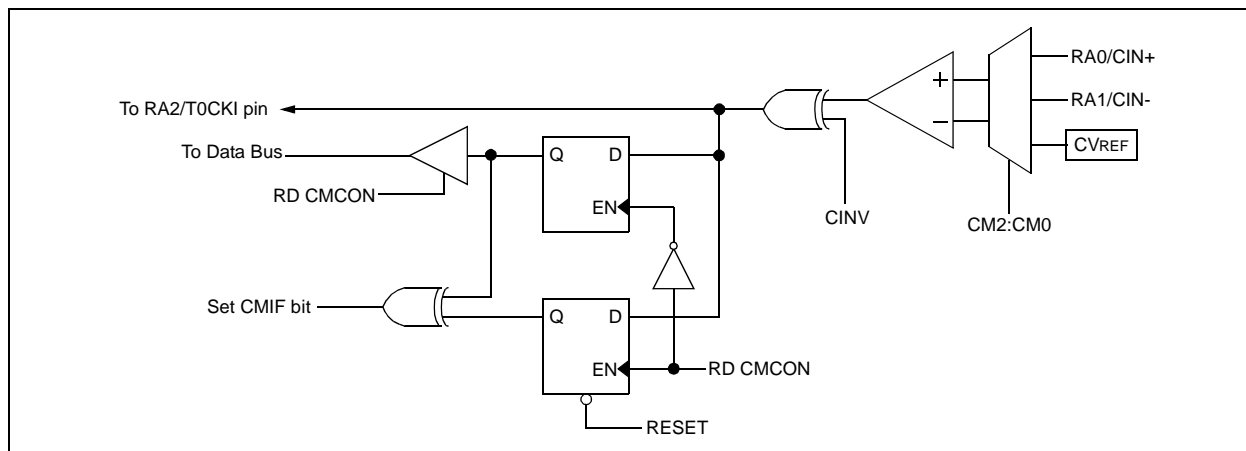 RA0/CIN+
+
To RA2/T0CKI pin
RA1/CIN-
−
To Data Bus
Q
D
CVREF
RD CMCON
EN
CINV
CM2:CM0
Set CMIF bit
Q
D
EN
RD CMCON
RESET